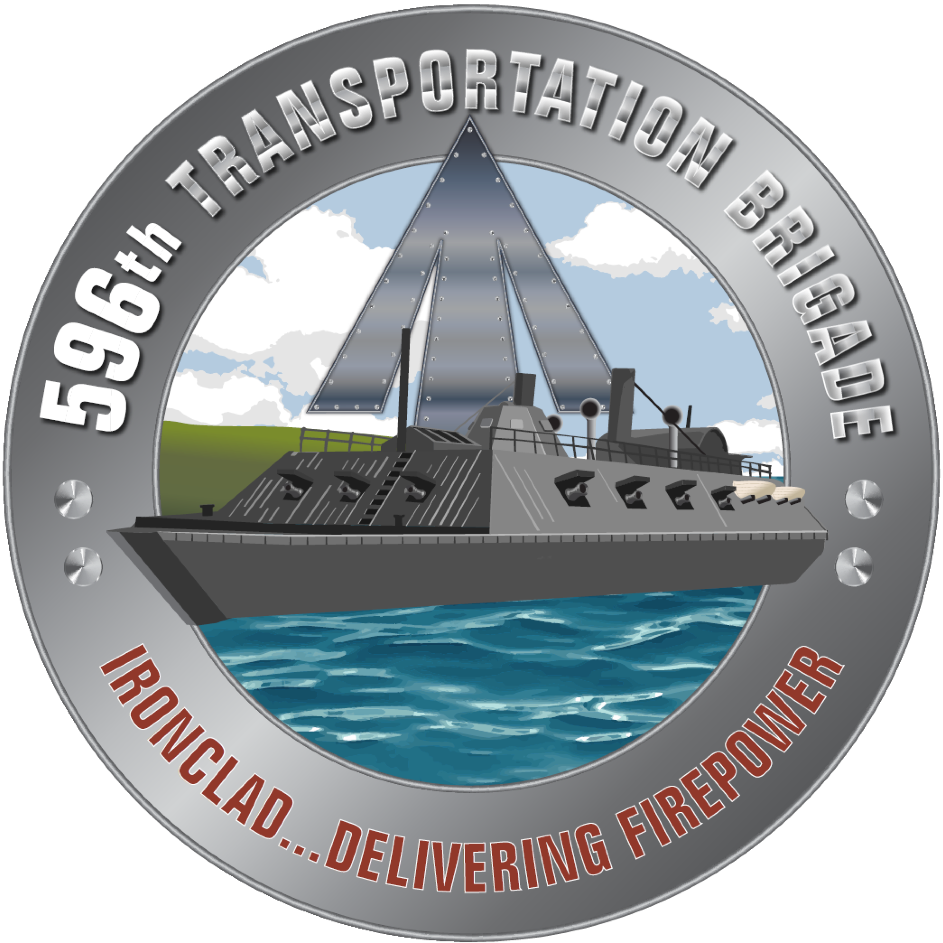 596th TRANSPORTATION BRIGADE
IRONCLAD...DELIVERING FIREPOWER